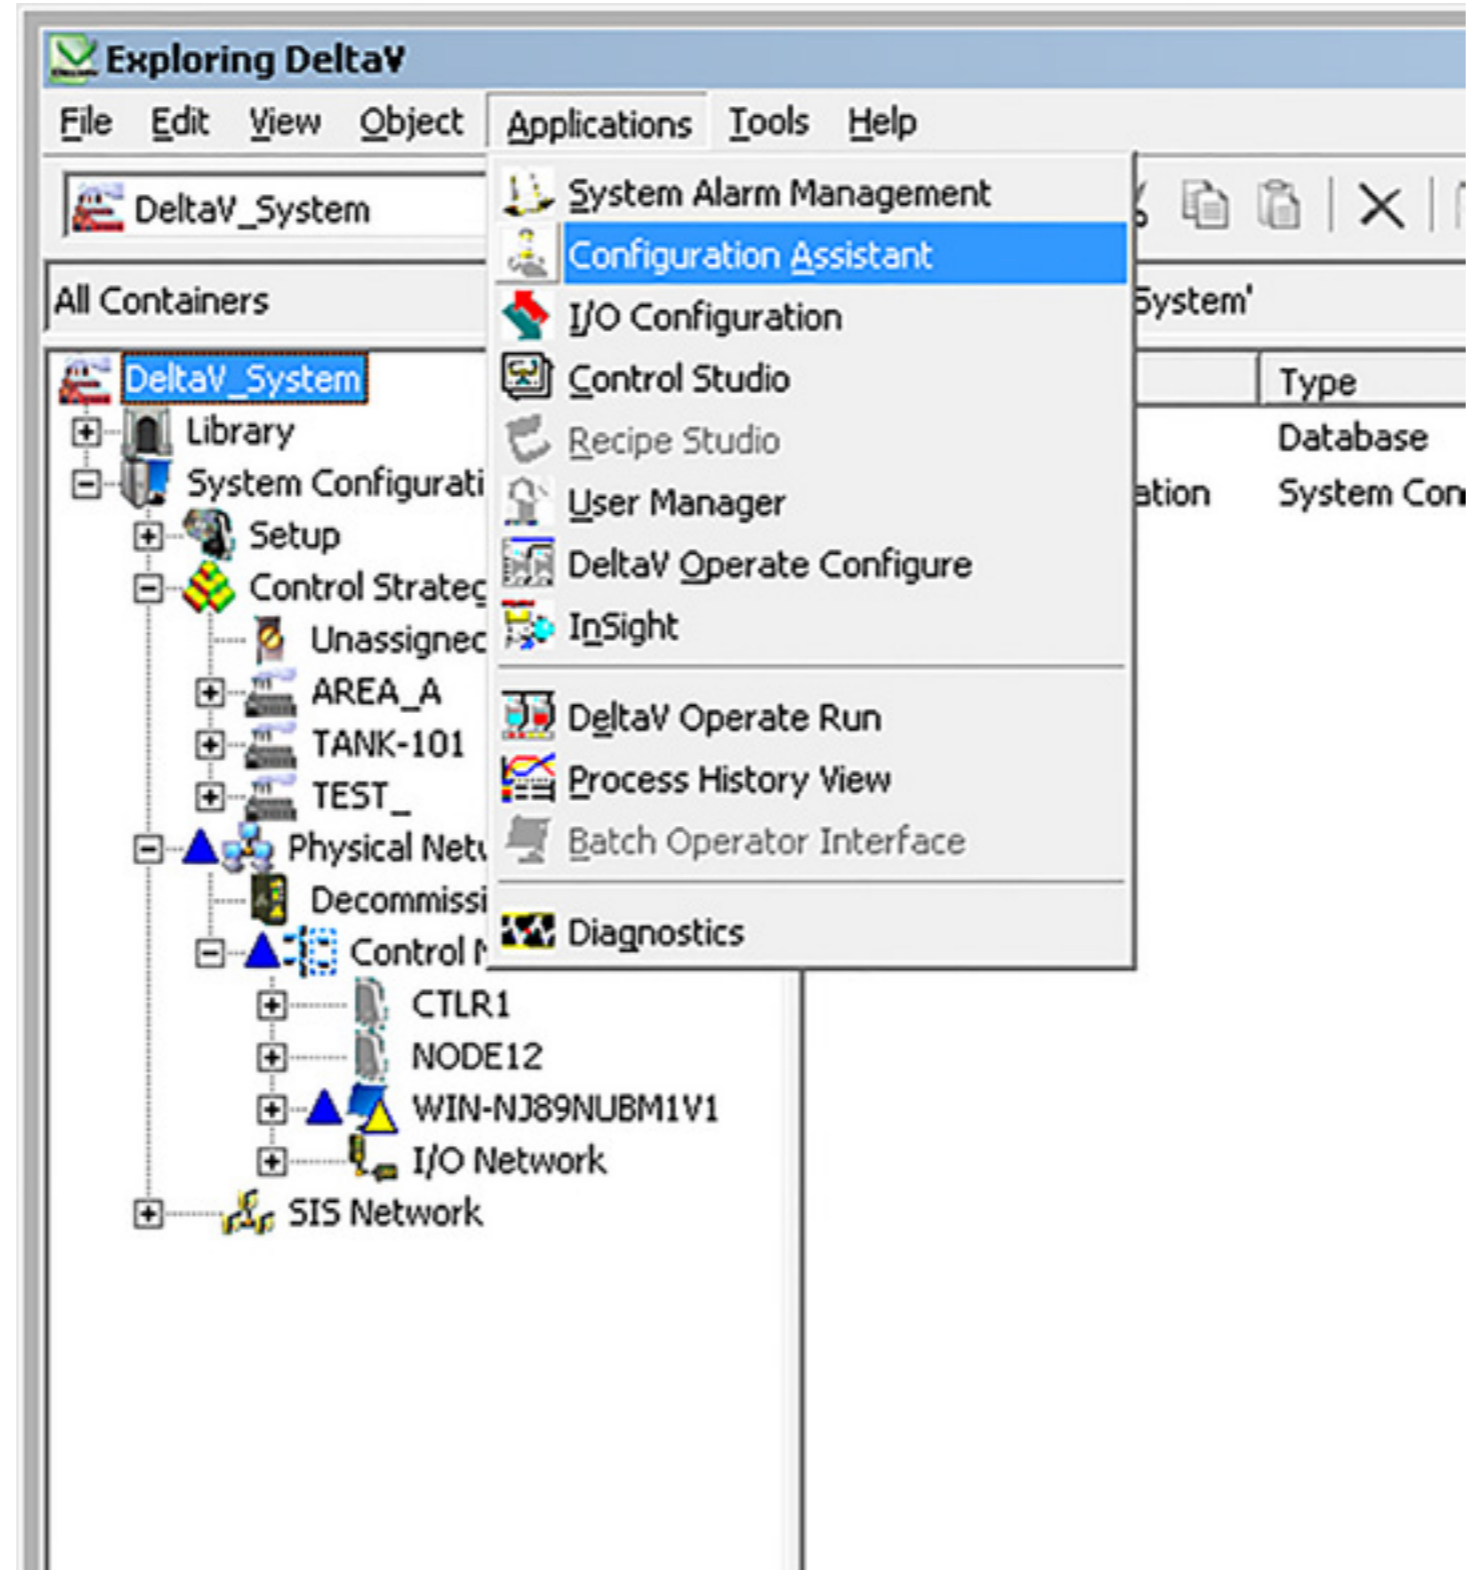 Exploring DeltaV
File Edit View Object Applications Tools Help
DeltaV_System
All Containers
System'
DeltaV_System
Library
System Configurati
Setup
Control Strateg
Unassigned
AREA_A
TANK-101
TEST_
Physical Netw
Decommissi
Control N
CTLR1
NODE12
WIN-NJ89NUBM1V1
I/O Network
SIS Network
System Alarm Management
Configuration Assistant
I/O Configuration
Control Studio
Recipe Studio
User Manager
DeltaV Operate Configure
InSight
DeltaV Operate Run
Process History View
Batch Operator Interface
Diagnostics
Type
Database
ation System Con